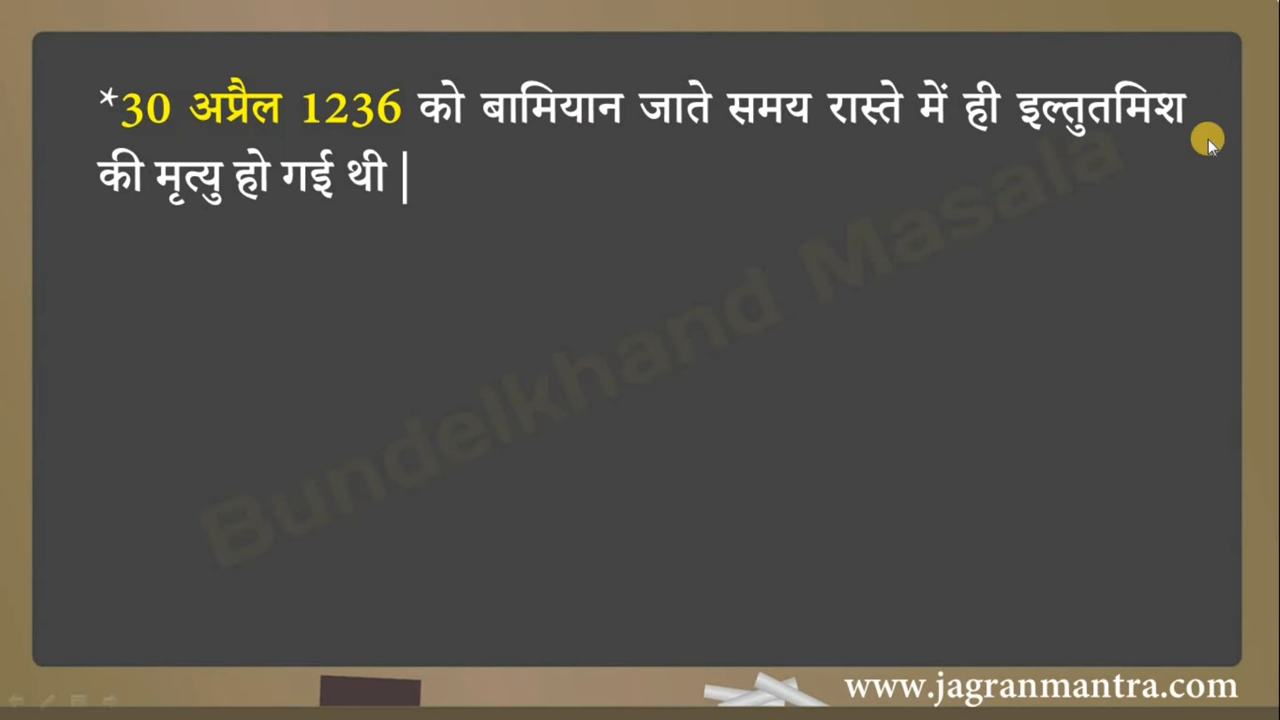 *30 अप्रैल 1236 को बामियान जाते समय रास्ते में ही इल्तुतमिश
की मृत्यु हो गई थी |
Bundelkhand Masala
www.jagranmantra.com